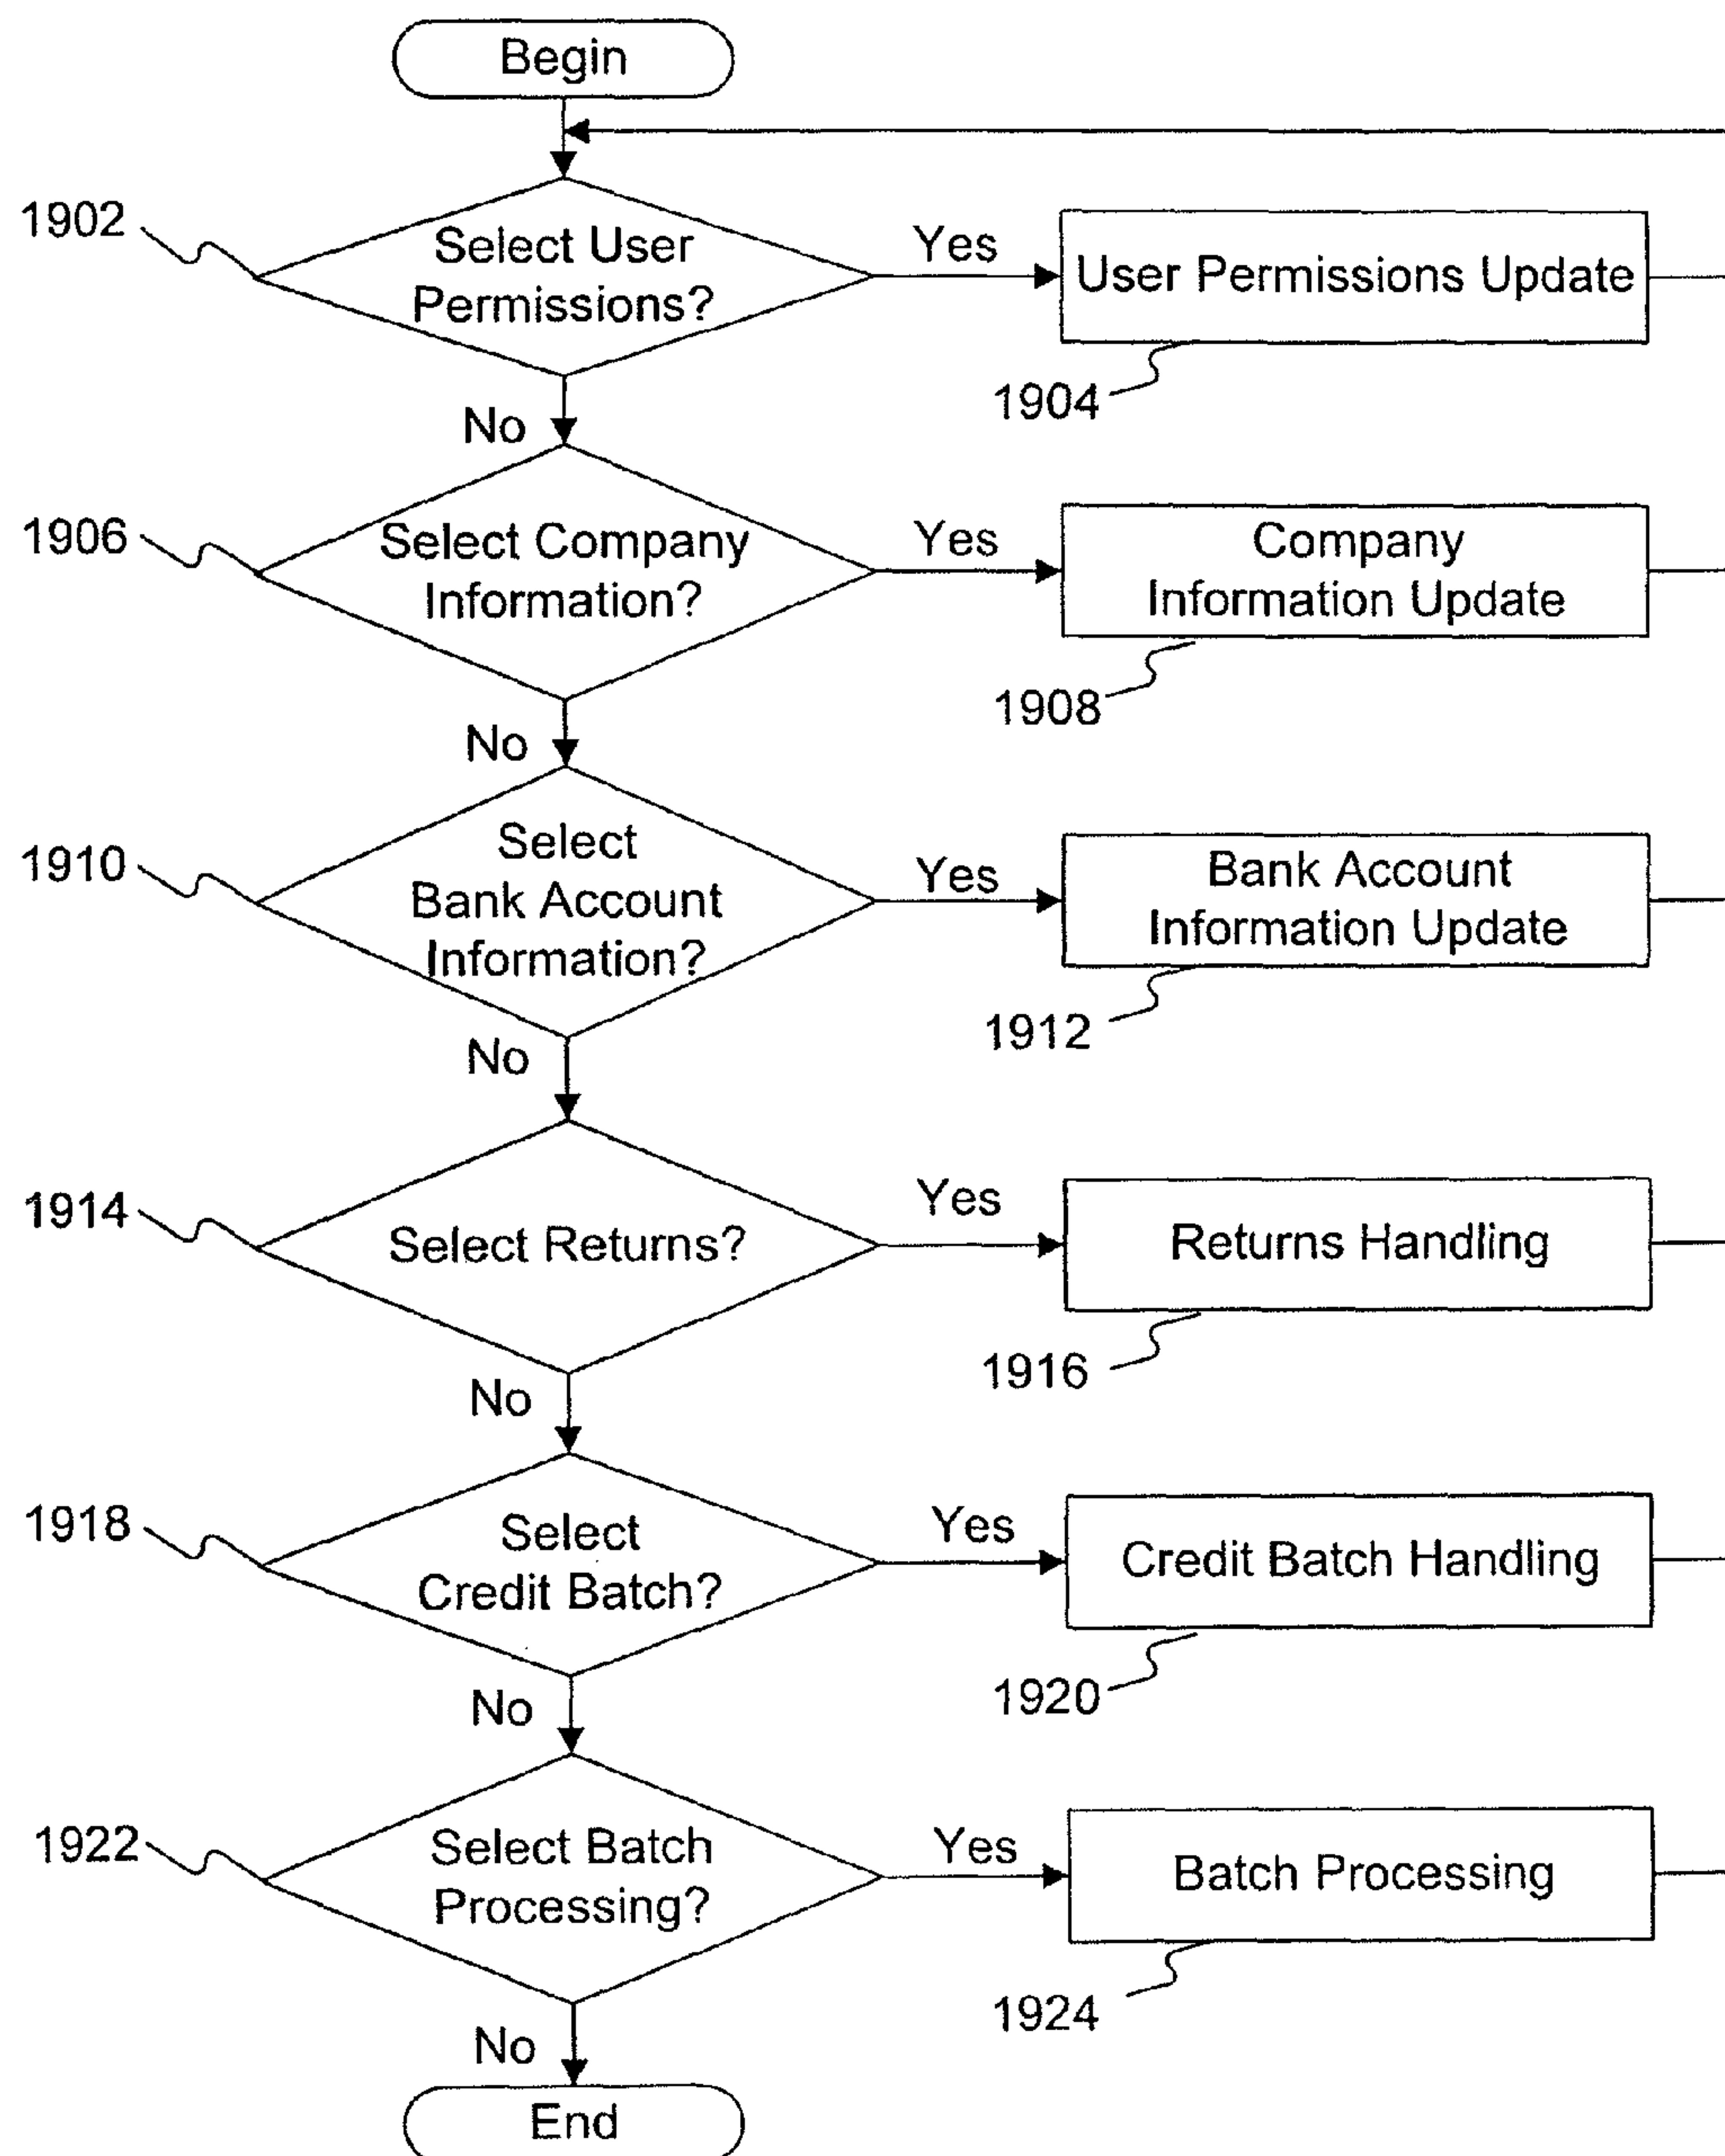 Begin
1902
Select User
Permissions?
Yes
User Permissions Update
1904
No
1906
Select Company
Information?
Yes
Company
Information Update
1908
No
1910
Select
Bank Account
Information?
Yes
Bank Account
Information Update
1912
No
1914
Select Returns?
Yes
Returns Handling
1916
No
1918
Select
Credit Batch?
Yes
Credit Batch Handling
1920
No
1922
Select Batch
Processing?
Yes
Batch Processing
1924
No
End